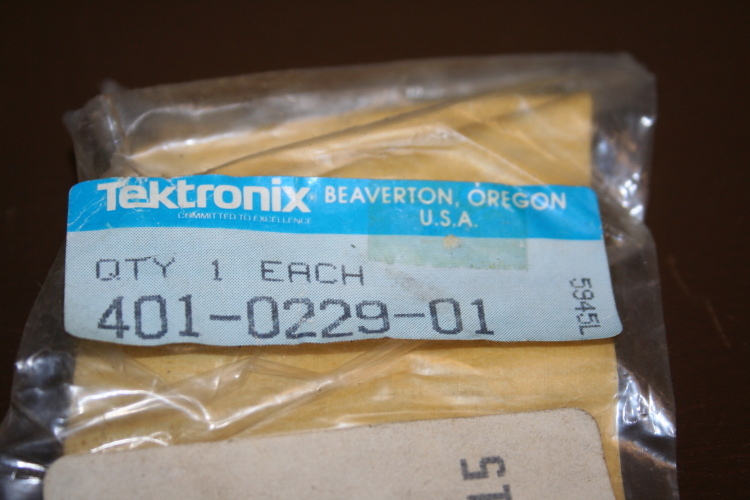 Tektronix BEAVERTON, OREGON
COMMITTED TO EXCELLENCE U.S.A.
QTY 1 EACH
401-0229-01
5945L